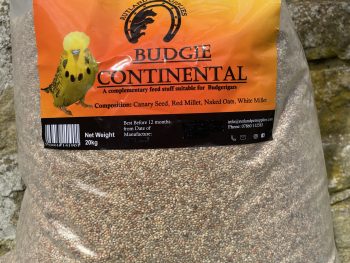 BUDGIE
CONTINENTAL
A complementary feed stuff suitable for Budgerigars
Composition: Canary Seed, Red Millet, Naked Oats, White Millet
Net Weight
20kg
Best Before 12 months
from Date of
Manufacture: